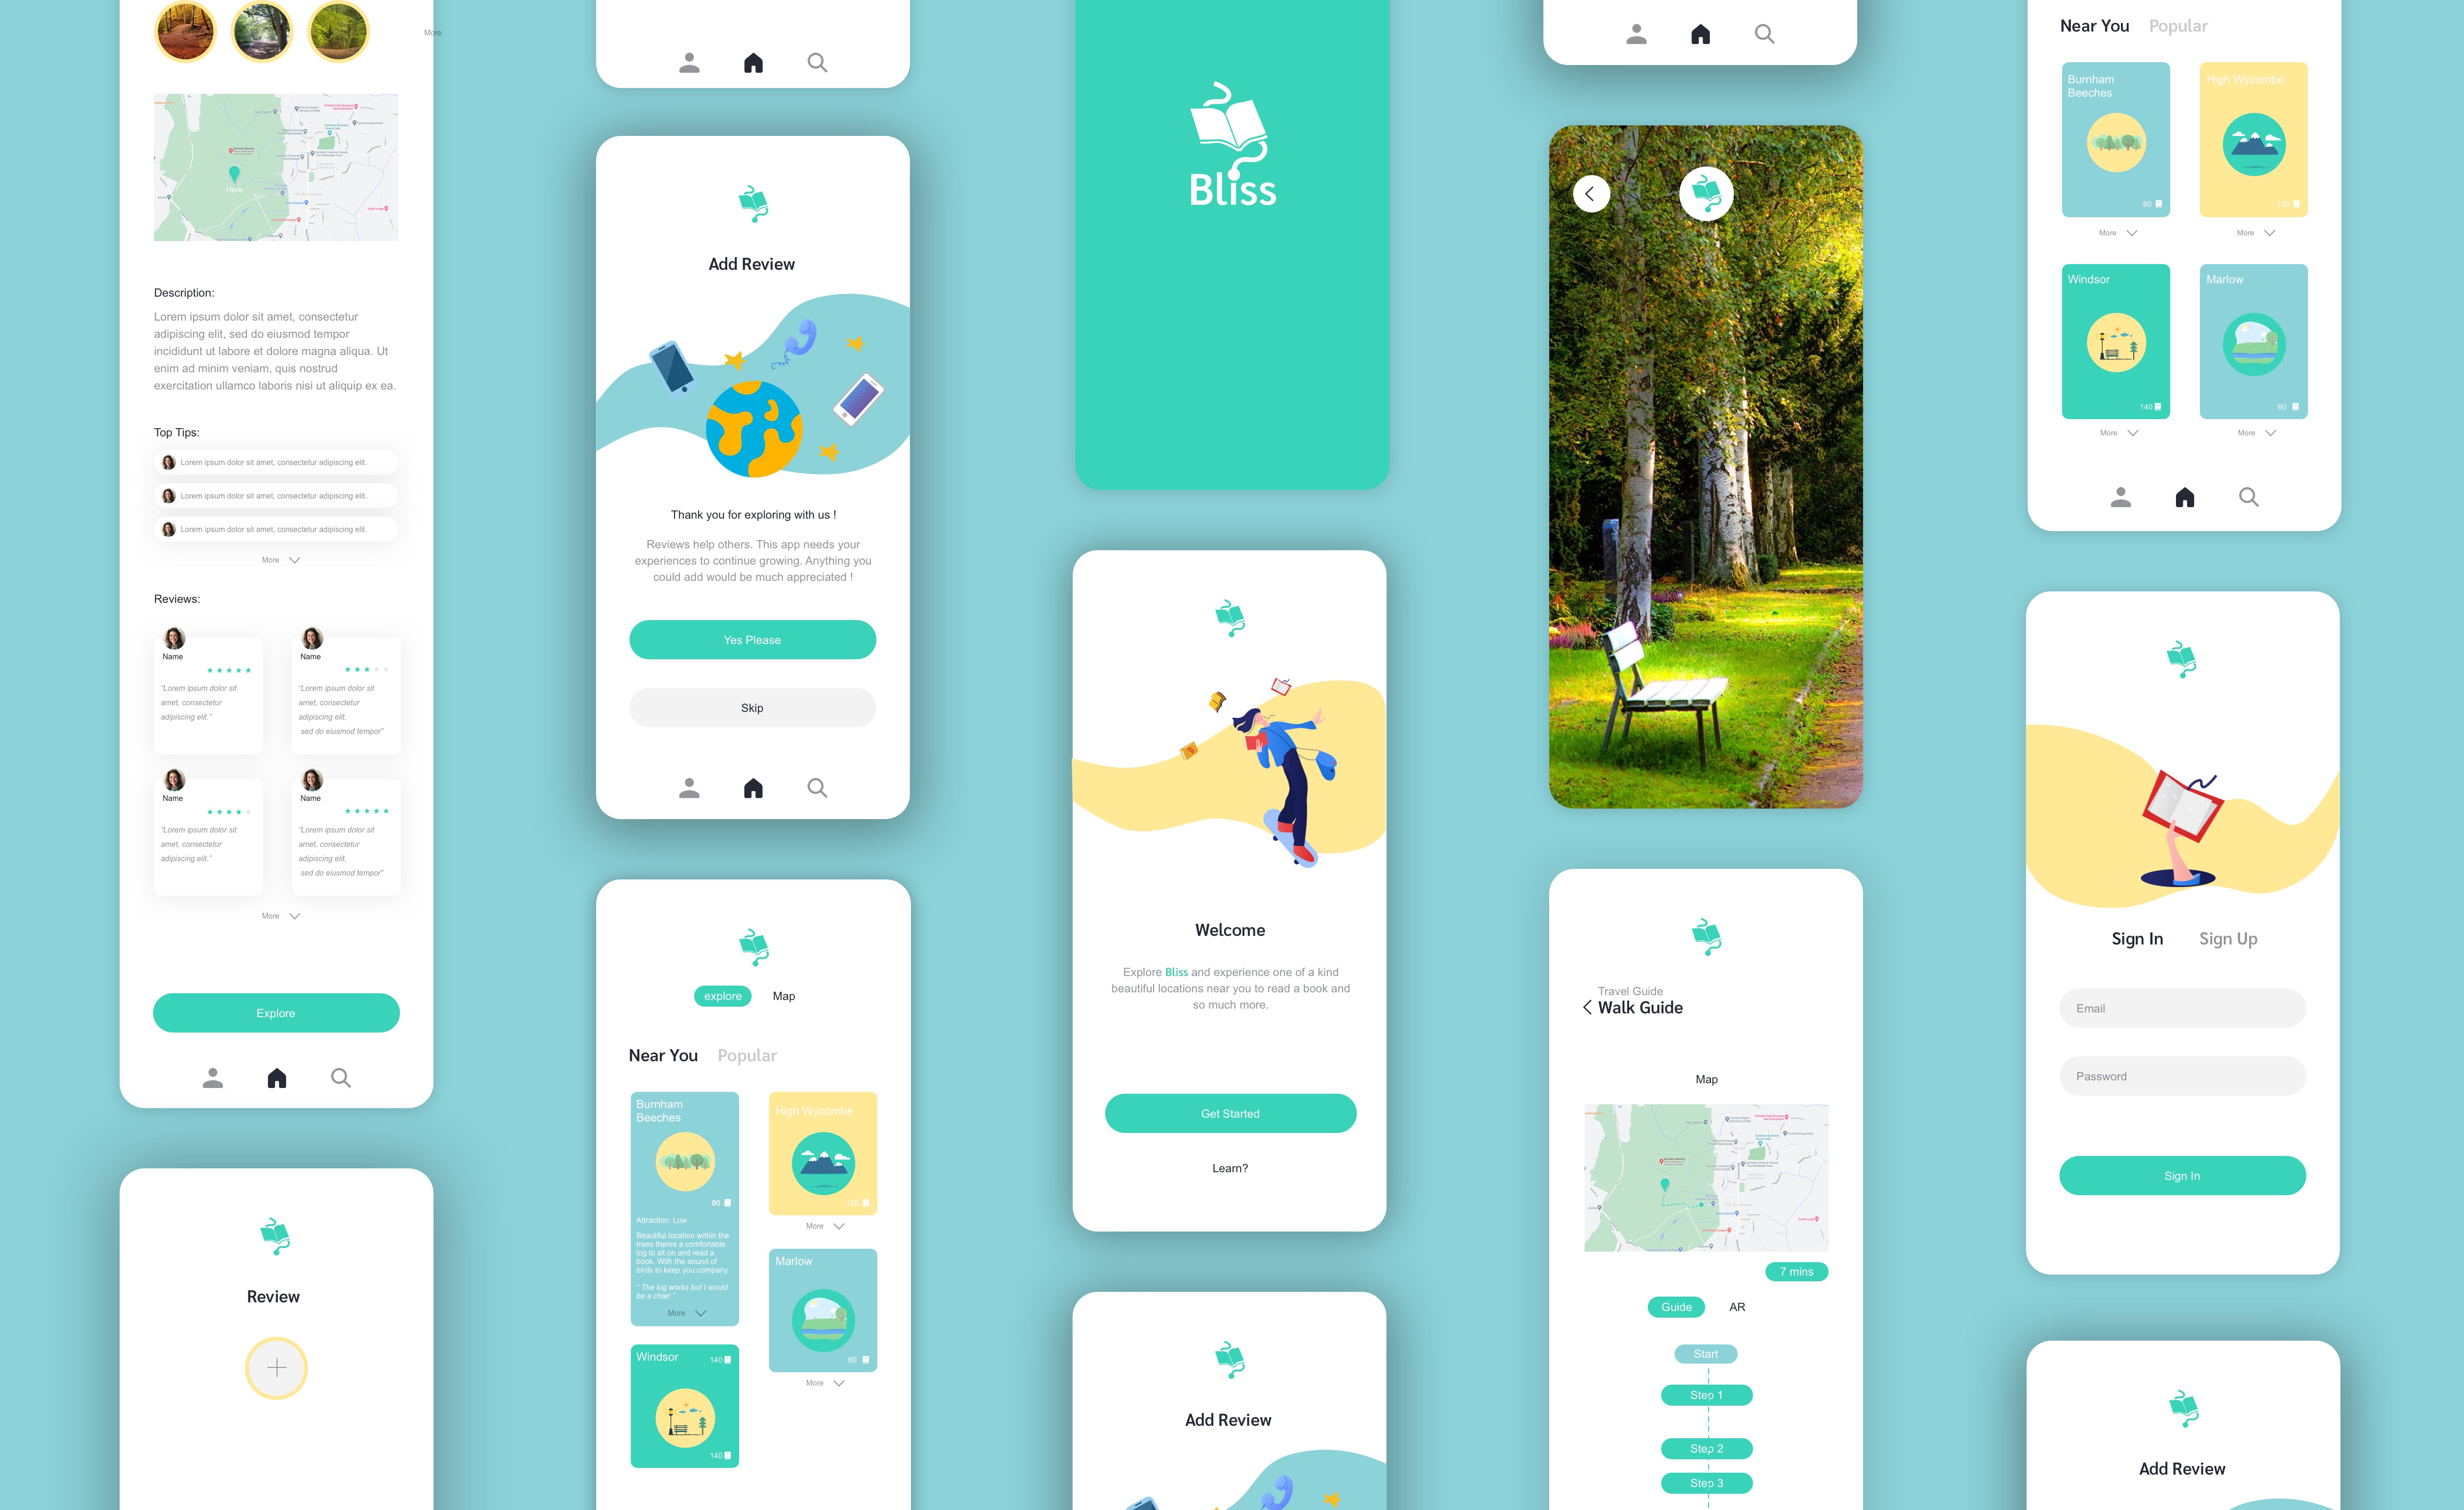 More
Here
Description:
Lorem ipsum dolor sit amet, consectetur
adipiscing elit, sed do eiusmod tempor
incididunt ut labore et dolore magna aliqua. Ut
enim ad minim veniam, quis nostrud
exercitation ullamco laboris nisi ut aliquip ex ea.
Top Tips:
Lorem ipsum dolor sit amet, consectetur adipiscing elit.
Lorem ipsum dolor sit amet, consectetur adipiscing elit.
Lorem ipsum dolor sit amet, consectetur adipiscing elit.
More
Reviews:
Name
"Lorem ipsum dolor sit
amet, consectetur
adipiscing elit."
Name
"Lorem ipsum dolor sit
amet, consectetur
adipiscing elit,
sed do eiusmod tempor"
Name
"Lorem ipsum dolor sit
amet, consectetur
adipiscing elit."
Name
"Lorem ipsum dolor sit
amet, consectetur
adipiscing elit,
sed do eiusmod tempor"
More
Explore
Review
Add Review
Thank you for exploring with us !
Reviews help others. This app needs your
experiences to continue growing. Anything you
could add would be much appreciated !
Yes Please
Skip
explore Map
Near You Popular
Burnham
Beeches
80
Attraction: Low
Beautiful location within the
trees theres a comfortable
log to sit on and read a
book. With the sound of
birds to keep you company.
" The log works but I would
be a chair "
More
High Wycombe
120
More
Marlow
60
More
Windsor 140
140
Bliss
Welcome
Explore Bliss and experience one of a kind
beautiful locations near you to read a book and
so much more.
Get Started
Learn?
Add Review
Travel Guide
Walk Guide
Map
7 mins
Guide AR
Start
Step 1
Step 2
Step 3
Near You Popular
Burnham
Beeches
80
More
High Wycombe
120
More
Windsor
140
More
Marlow
60
More
Sign In Sign Up
Email
Password
Sign In
Add Review